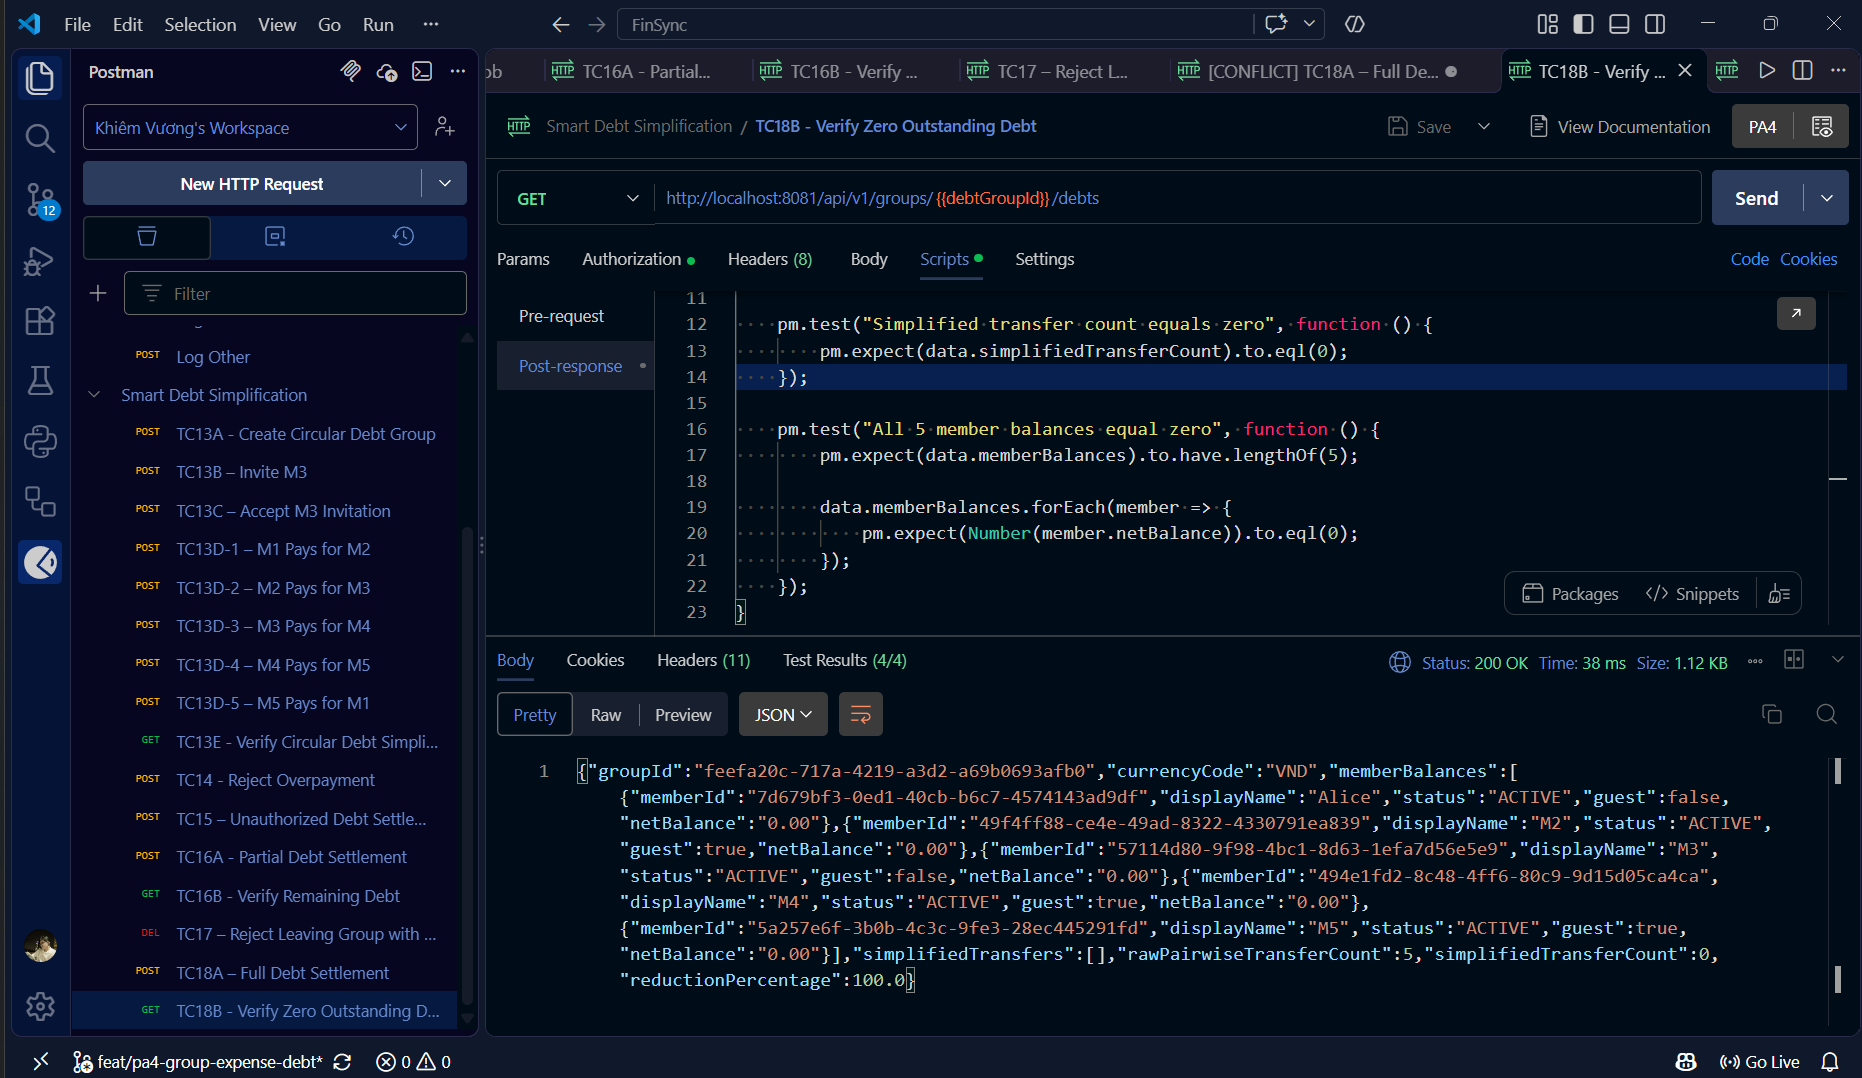 File Edit Selection View Go Run ···
FinSync
Postman
Khiêm Vương's Workspace
New HTTP Request
Filter
POST Log Other
Smart Debt Simplification
POST TC13A - Create Circular Debt Group
POST TC13B – Invite M3
POST TC13C – Accept M3 Invitation
POST TC13D-1 – M1 Pays for M2
POST TC13D-2 – M2 Pays for M3
POST TC13D-3 – M3 Pays for M4
POST TC13D-4 – M4 Pays for M5
POST TC13D-5 – M5 Pays for M1
GET TC13E - Verify Circular Debt Simpli...
POST TC14 - Reject Overpayment
POST TC15 – Unauthorized Debt Settle...
POST TC16A - Partial Debt Settlement
GET TC16B - Verify Remaining Debt
DEL TC17 – Reject Leaving Group with ...
POST TC18A – Full Debt Settlement
GET TC18B - Verify Zero Outstanding D...
12
HTTP TC16A - Partial... HTTP TC16B - Verify ... HTTP TC17 – Reject L... HTTP [CONFLICT] TC18A – Full De... HTTP TC18B - Verify ... HTTP
HTTP Smart Debt Simplification / TC18B - Verify Zero Outstanding Debt Save View Documentation PA4
GET http://localhost:8081/api/v1/groups/{{debtGroupId}}/debts Send
Params Authorization Headers (8) Body Scripts Settings Code Cookies
Pre-request
Post-response
11
12 pm.test("Simplified transfer count equals zero", function () {
13 pm.expect(data.simplifiedTransferCount).to.eql(0);
14 });
15
16 pm.test("All 5 member balances equal zero", function () {
17 pm.expect(data.memberBalances).to.have.lengthOf(5);
18
19 data.memberBalances.forEach(member => {
20 pm.expect(Number(member.netBalance)).to.eql(0);
21 });
22 });
23 }
Packages Snippets
Body Cookies Headers (11) Test Results (4/4) Status: 200 OK Time: 38 ms Size: 1.12 KB
Pretty Raw Preview JSON
1 {"groupId":"feefa20c-717a-4219-a3d2-a69b0693afb0","currencyCode":"VND","memberBalances":[
{"memberId":"7d679bf3-0ed1-40cb-b6c7-4574143ad9df","displayName":"Alice","status":"ACTIVE","guest":false,
"netBalance":"0.00"},{"memberId":"49f4ff88-ce4e-49ad-8322-4330791ea839","displayName":"M2","status":"ACTIVE",
"guest":true,"netBalance":"0.00"},{"memberId":"57114d80-9f98-4bc1-8d63-1efa7d56e5e9","displayName":"M3",
"status":"ACTIVE","guest":false,"netBalance":"0.00"},{"memberId":"494e1fd2-8c48-4ff6-80c9-9d15d05ca4ca",
"displayName":"M4","status":"ACTIVE","guest":true,"netBalance":"0.00"},
{"memberId":"5a257e6f-3b0b-4c3c-9fe3-28ec445291fd","displayName":"M5","status":"ACTIVE","guest":true,
"netBalance":"0.00"}],"simplifiedTransfers":[],"rawPairwiseTransferCount":5,"simplifiedTransferCount":0,
"reductionPercentage":100.0}
feat/pa4-group-expense-debt* 0 0 Go Live